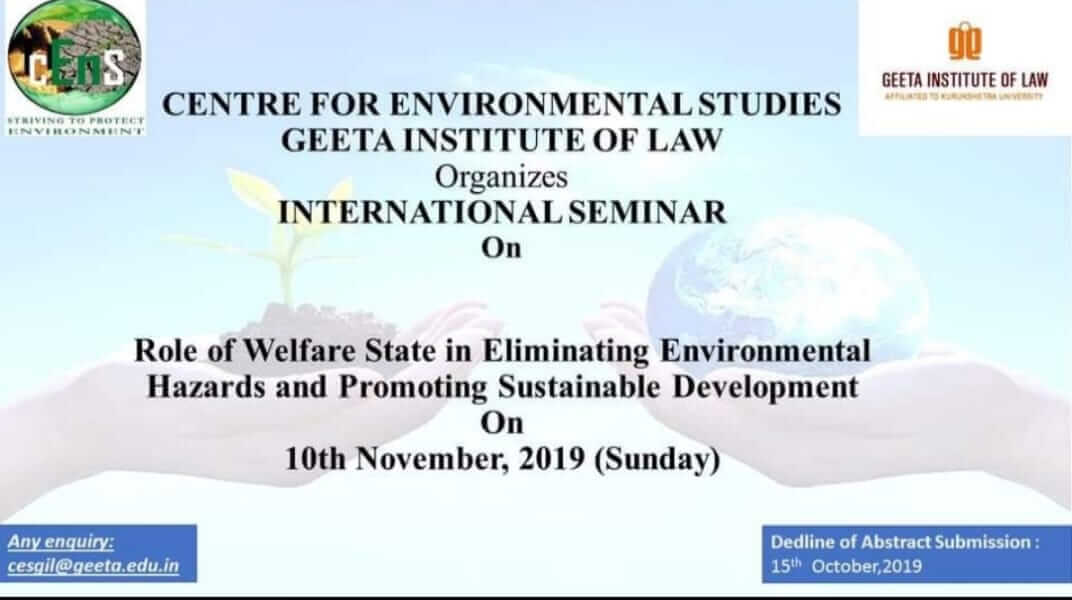 cEnS
STRIVING TO PROTECT
ENVIRONMENT
ge
GEETA INSTITUTE OF LAW
AFFILIATED TO KURUKSHETRA UNIVERSITY
CENTRE FOR ENVIRONMENTAL STUDIES
GEETA INSTITUTE OF LAW
Organizes
INTERNATIONAL SEMINAR
On
Role of Welfare State in Eliminating Environmental
Hazards and Promoting Sustainable Development
On
10th November, 2019 (Sunday)
Any enquiry:
cesgil@geeta.edu.in
Dedline of Abstract Submission :
15th October,2019